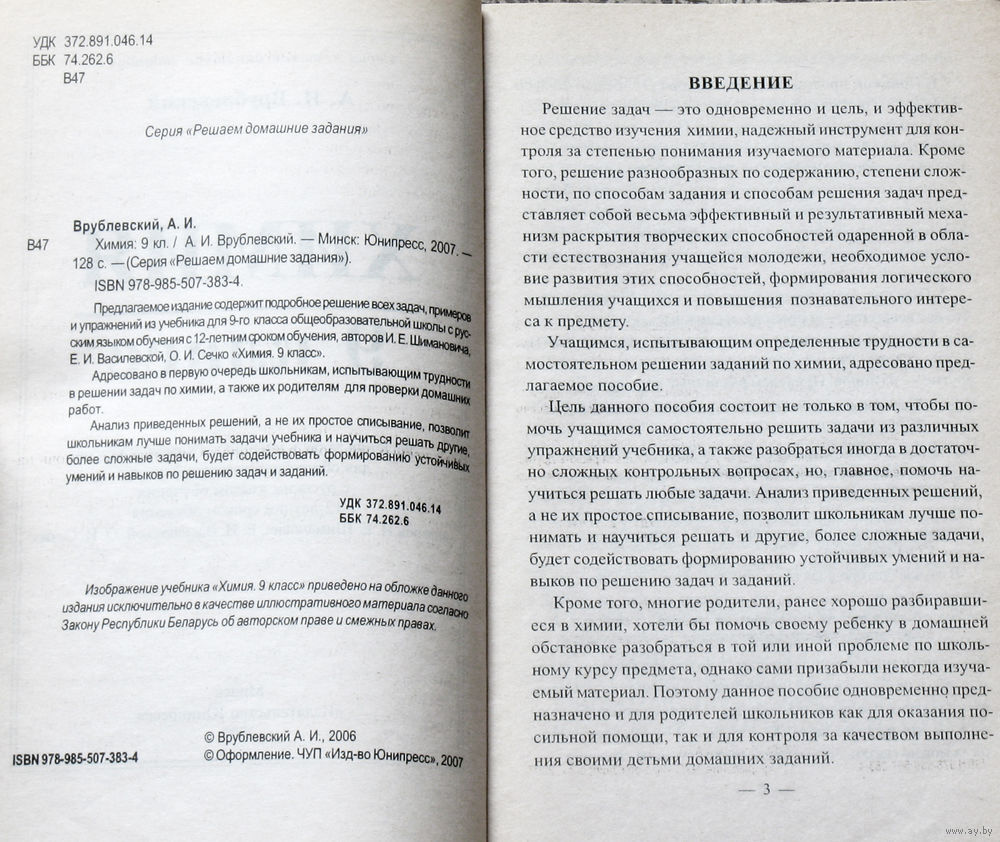 УДК 372.891.046.14
ББК 74.262.6
В47
Серия «Решаем домашние задания»
Врублевский, А. И.
В47 Химия: 9 кл. / А. И. Врублевский. — Минск: Юнипресс, 2007. —
128 с. — (Серия «Решаем домашние задания»).
ISBN 978-985-507-383-4.
Предлагаемое издание содержит подробное решение всех задач, примеров
и упражнений из учебника для 9-го класса общеобразовательной школы с рус-
ским языком обучения с 12-летним сроком обучения, авторов И. Е. Шимановича,
Е. И. Василевской, О. И. Сечко «Химия. 9 класс».
Адресовано в первую очередь школьникам, испытывающим трудности
в решении задач по химии, а также их родителям для проверки домашних
работ.
Анализ приведенных решений, а не их простое списывание, позволит
школьникам лучше понимать задачи учебника и научиться решать другие,
более сложные задачи, будет содействовать формированию устойчивых
умений и навыков по решению задач и заданий.
УДК 372.891.046.14
ББК 74.262.6
Изображение учебника «Химия. 9 класс» приведено на обложке данного
издания исключительно в качестве иллюстративного материала согласно
Закону Республики Беларусь об авторском праве и смежных правах.
© Врублевский А. И., 2006
ISBN 978-985-507-383-4 © Оформление. ЧУП «Изд-во Юнипресс», 2007
ВВЕДЕНИЕ
Решение задач — это одновременно и цель, и эффектив-
ное средство изучения химии, надежный инструмент для кон-
троля за степенью понимания изучаемого материала. Кроме
того, решение разнообразных по содержанию, степени слож-
ности, по способам задания и способам решения задач пред-
ставляет собой весьма эффективный и результативный меха-
низм раскрытия творческих способностей одаренной в области
естествознания учащейся молодежи, необходимое усло-
вие развития этих способностей, формирования логического
мышления учащихся и повышения познавательного интере-
са к предмету.
Учащимся, испытывающим определенные трудности в са-
мостоятельном решении заданий по химии, адресовано пред-
лагаемое пособие.
Цель данного пособия состоит не только в том, чтобы по-
мочь учащимся самостоятельно решить задачи из различных
упражнений учебника, а также разобраться иногда в достаточ-
но сложных контрольных вопросах, но, главное, помочь на-
учиться решать любые задачи. Анализ приведенных решений,
а не их простое списывание, позволит школьникам лучше по-
нимать и научиться решать и другие, более сложные задачи,
будет содействовать формированию устойчивых умений и на-
выков по решению задач и заданий.
Кроме того, многие родители, ранее хорошо разбиравши-
еся в химии, хотели бы помочь своему ребенку в домашней
обстановке разобраться в той или иной проблеме по школь-
ному курсу предмета, однако сами призабыли некогда изуча-
емый материал. Поэтому данное пособие одновременно пред-
назначено и для родителей школьников как для оказания по-
сильной помощи, так и для контроля за качеством выполне-
ния своими детьми домашних заданий.
— 3 —
www.ay.by